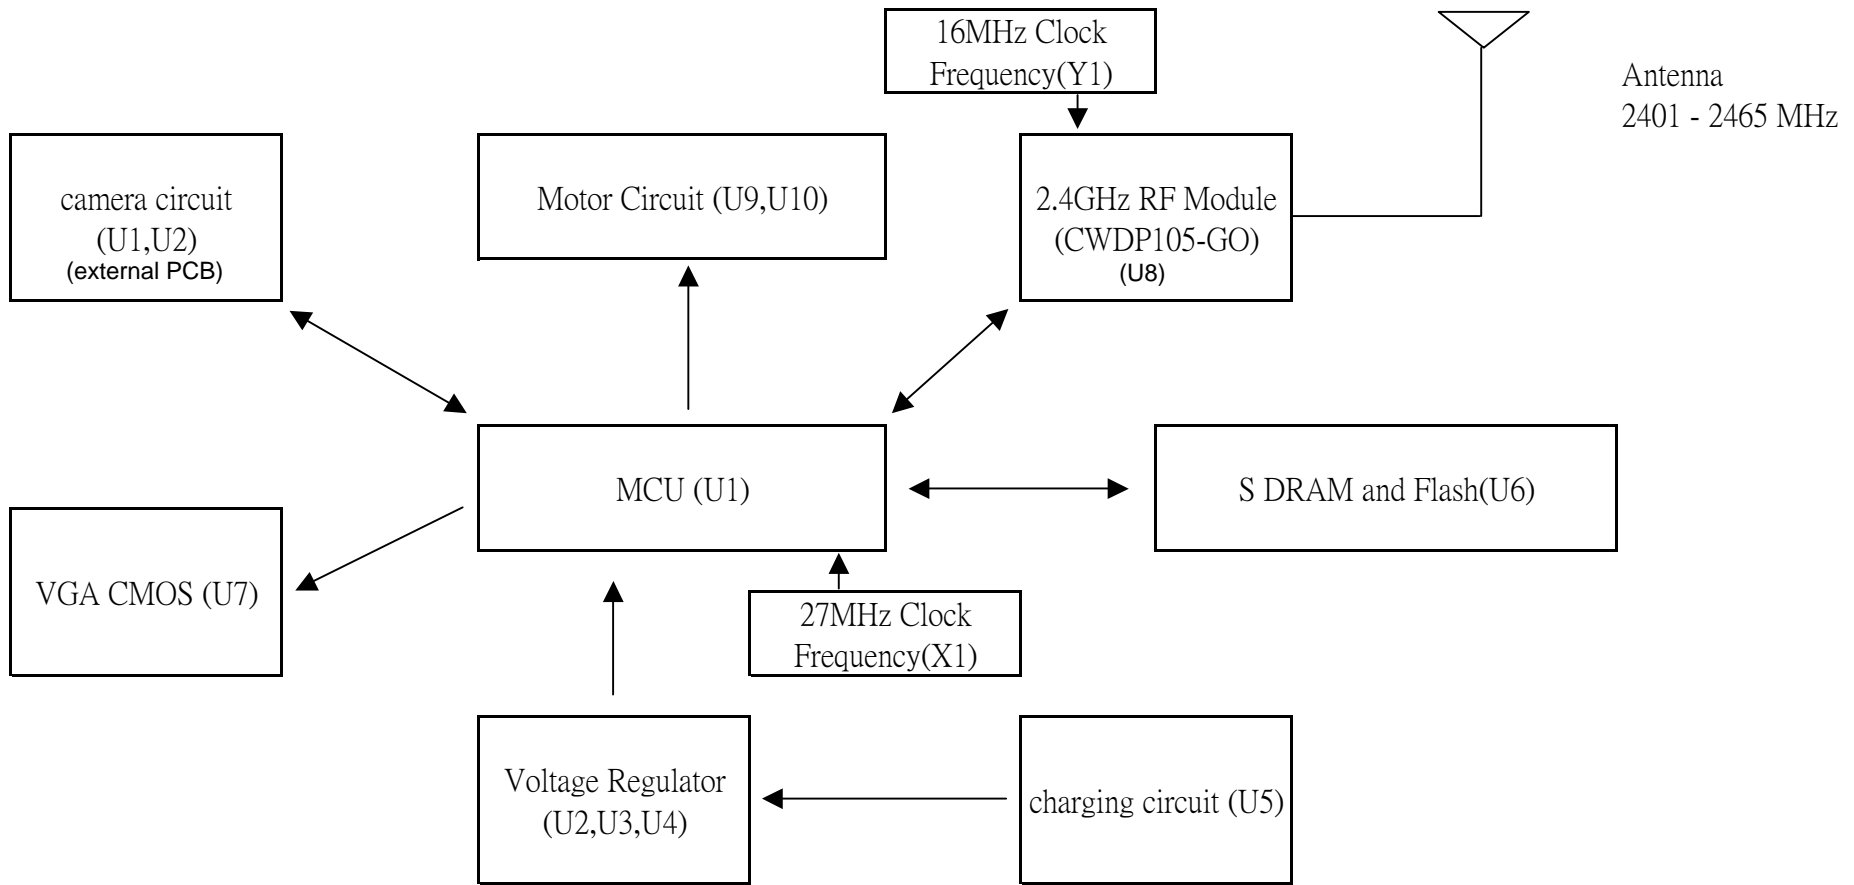 16MHz Clock
Frequency(Y1)
Antenna
2401 - 2465 MHz
camera circuit
(U1,U2)
(external PCB)
Motor Circuit (U9,U10)
2.4GHz RF Module
(CWDP105-GO)
(U8)
MCU (U1)
S DRAM and Flash(U6)
VGA CMOS (U7)
27MHz Clock
Frequency(X1)
Voltage Regulator
(U2,U3,U4)
charging circuit (U5)